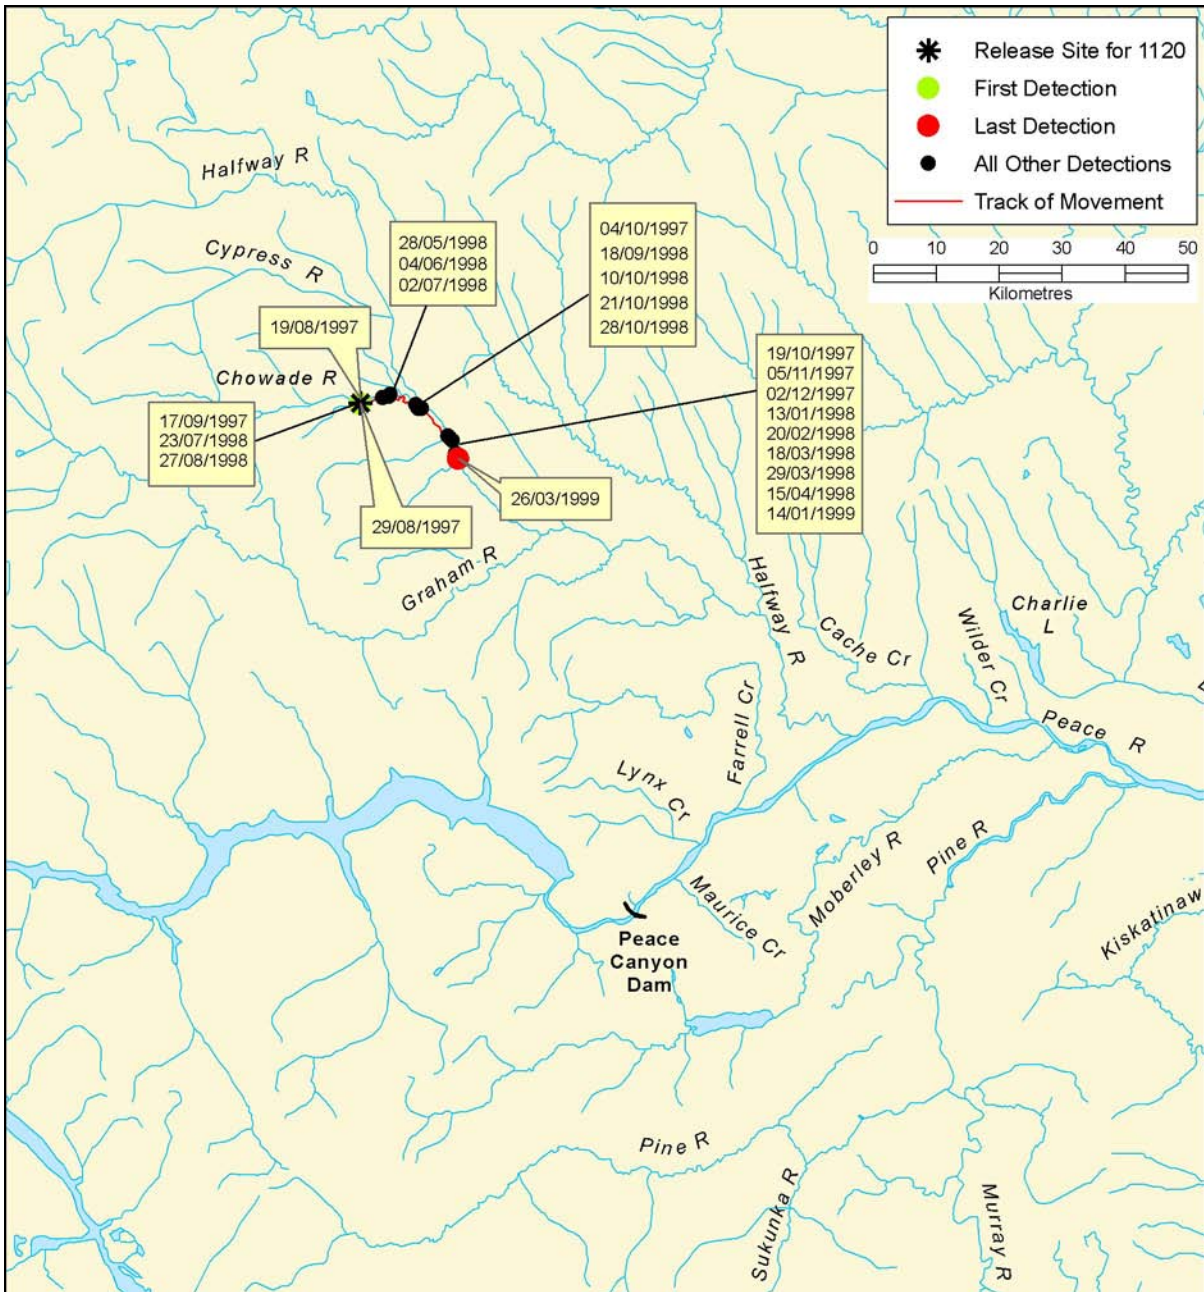 Release Site for 1120
First Detection
Last Detection
All Other Detections
Track of Movement
0 10 20 30 40 50
Kilometres
Halfway R
Cypress R
28/05/1998
04/06/1998
02/07/1998
04/10/1997
18/09/1998
10/10/1998
21/10/1998
28/10/1998
19/08/1997
Chowade R
17/09/1997
23/07/1998
27/08/1998
19/10/1997
05/11/1997
02/12/1997
13/01/1998
20/02/1998
18/03/1998
29/03/1998
15/04/1998
14/01/1999
26/03/1999
29/08/1997
Graham R
Halfway R
Cache Cr
Wilder Cr
Charlie
L
Peace R
Farrell Cr
Lynx Cr
Maurice Cr
Moberley R
Pine R
Kiskatinaw
Peace
Canyon
Dam
Pine R
Sukunka R
Murray R